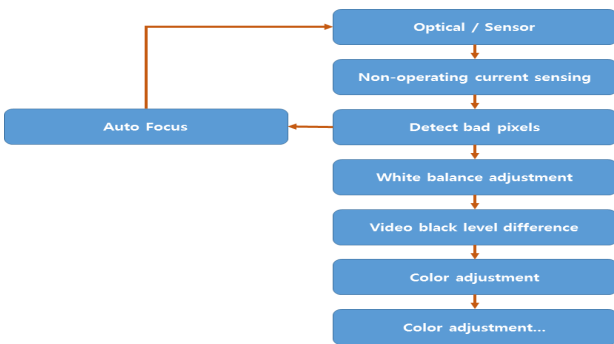 Optical / Sensor
Non-operating current sensing
Auto Focus
Detect bad pixels
White balance adjustment
Video black level difference
Color adjustment
Color adjustment...